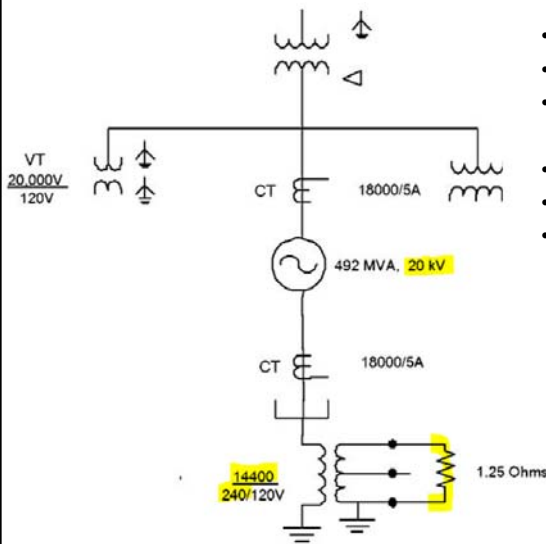 VT
20,000V
120V
CT
18000/5A
492 MVA, 20 kV
CT
18000/5A
14400
240/120V
1.25 Ohms